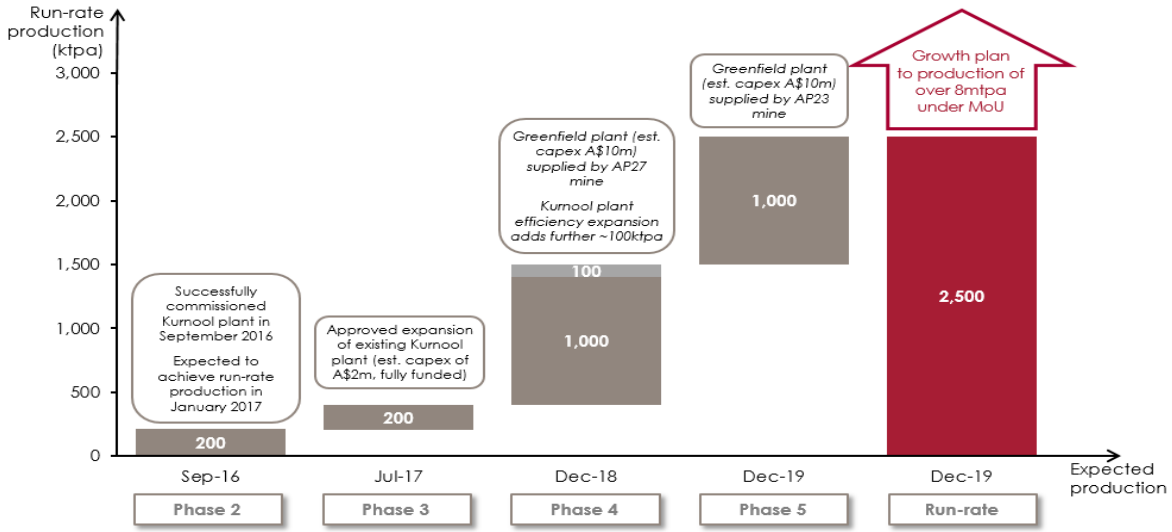 Run-rate
production
(ktpa)
3,000
2,500
2,000
1,500
1,000
500
0
Successfully
commissioned
Kurnool plant in
September 2016
Expected to
achieve run-rate
production in
January 2017
200
Approved expansion
of existing Kurnool
plant (est. capex of
A$2m, fully funded)
200
Greenfield plant (est.
capex A$10m)
supplied by AP27
mine
Kurnool plant
efficiency expansion
adds further ~100ktpa
100
1,000
Greenfield plant
(est. capex A$10m)
supplied by AP23
mine
1,000
Growth plan
to production of
over 8mtpa
under MoU
2,500
Sep-16
Jul-17
Dec-18
Dec-19
Dec-19
Expected
production
Phase 2
Phase 3
Phase 4
Phase 5
Run-rate